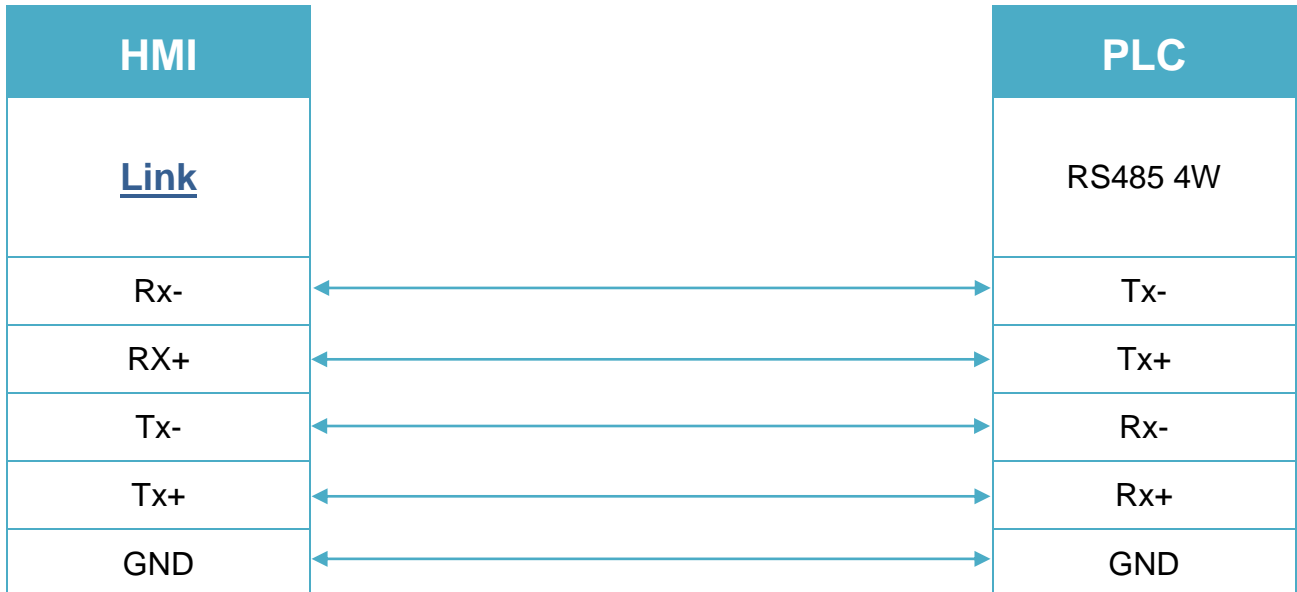 HMI PLC
Link RS485 4W
Rx- Tx-
RX+ Tx+
Tx- Rx-
Tx+ Rx+
GND GND